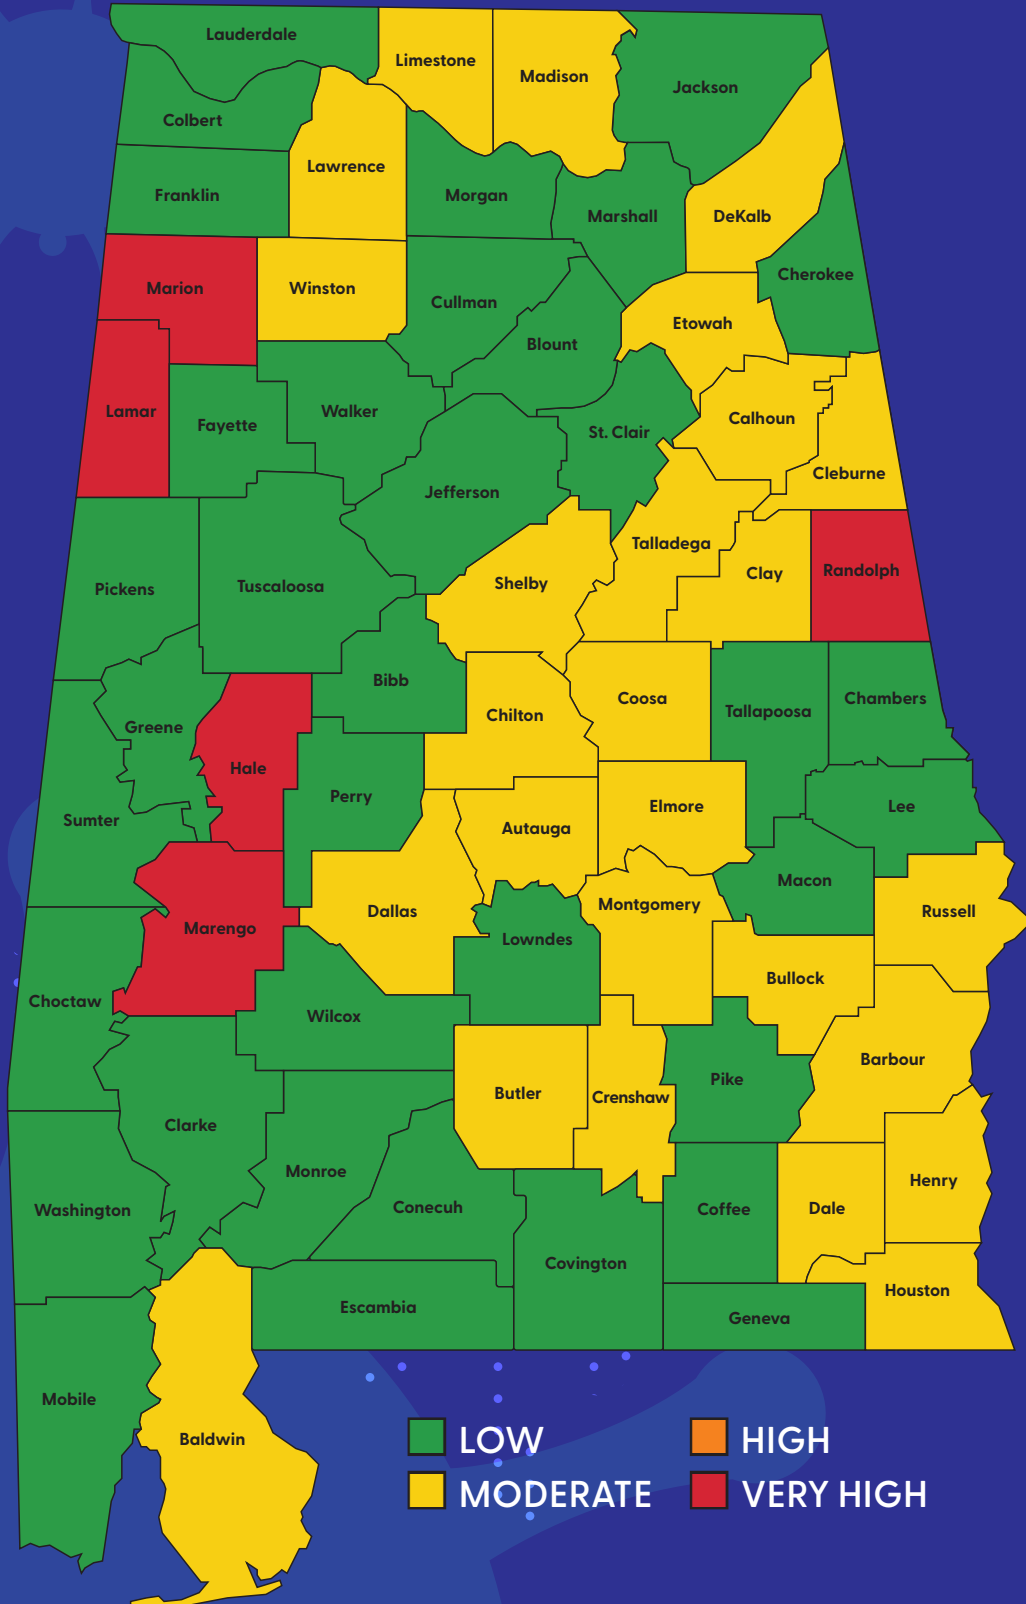 Lauderdale
Limestone
Madison
Jackson
Colbert
Lawrence
Franklin
Morgan
Marshall
DeKalb
Cherokee
Marion
Winston
Cullman
Etowah
Blount
Lamar
Fayette
Walker
St. Clair
Calhoun
Cleburne
Jefferson
Talladega
Clay
Randolph
Pickens
Tuscaloosa
Shelby
Bibb
Coosa
Tallapoosa
Chambers
Greene
Hale
Chilton
Perry
Sumter
Autauga
Elmore
Lee
Macon
Dallas
Montgomery
Russell
Marengo
Lowndes
Bullock
Choctaw
Wilcox
Barbour
Butler
Crenshaw
Pike
Clarke
Monroe
Conecuh
Washington
Coffee
Dale
Henry
Covington
Escambia
Geneva
Houston
Mobile
Baldwin
LOW
HIGH
MODERATE
VERY HIGH